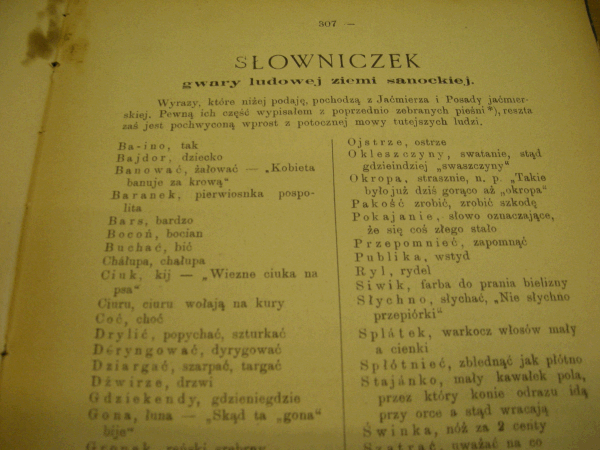 307 —
SŁOWNICZEK
gwary ludowej ziemi sanockiej.
Wyrazy, które niżej podaję, pochodzą z Jaćmierza i Posady jaćmier-
skiej. Pewną ich część wypisałem z poprzednio zebranych pieśni *), reszta
zaś jest pochwyconą wprost z potocznej mowy tutejszych ludzi.
Ba-ino, tak
Bajdor, dziecko
Banować, żałować — „Kobieta
banuje za krową"
Baranek, pierwiosnka pospo-
lita
Bars, bardzo
Bocoń, bocian
Buchać, bić
Chałupa, chałupa
Ciuk, kij — „Wiezne ciuka na
psa"
Ciuru, ciuru wołają na kury
Coć, choć
Drylić, popychać, szturkać
Deryngować, dyrygować
Dziargać, szarpać, targać
Dźwirze, drzwi
Gdziekendy, gdzieniegdzie
Gona, łuna — „Skąd ta „gona"
bije"
Ojstrze, ostrze
Okleszczyny, swatanie, stąd
gdzieindziej „swaszczyny"
Okropa, strasznie, n. p. „Takie
było już dziś gorąco aż „okropa"
Pakość zrobić, zrobić szkodę
Pokajanie, słowo oznaczające,
że się coś złego stało
Przepomnieć, zapomnąć
Publika, wstyd
Ryl, rydel
Siwik, farba do prania bielizny
Słychno, słychać, „Nie słychno
przepiórki"
Splátek, warkocz włosów mały
a cienki
Spłótnieć, zblednąć jak płótno
Stajánko, mały kawałek pola,
przez który konie odrazu idą
przy orce a stąd wracają
Świnka, nóż za 2 centy
uważać na co